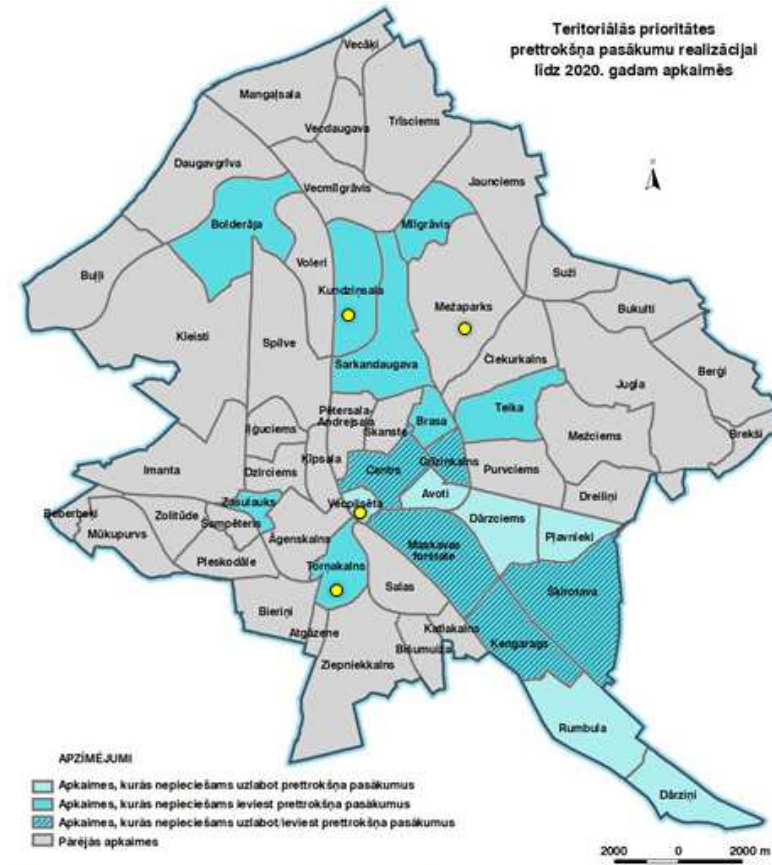 Teritoriālās prioritātes
prettrokšņa pasākumu realizācijai
līdz 2020. gadam apkaimēs
Vecāķi
Mangaļsala
Vecdaugava
Trīsciems
Daugavgrīva
Vecmīlgrāvis
Jaunciems
Mīlgrāvis
Bolderāja
Voleri
Buļļi
Kundziņsala
Mežaparks
Suži
Bukulti
Kleisti
Spilve
Sarkandaugava
Čiekurkalns
Berģi
Jugla
Brekši
Pētersala-
Andrejsala
Skanste
Brasa
Teika
Mežciems
Iļģuciems
Ķīpsala
Imanta
Dzirciems
Centrs
Grīziņkalns
Purvciems
Dreiliņi
Avoti
Zasulauks
Vecpilsēta
Beberbeķi
Zolitūde
Sampēteris
Mūkupurvs
Āgenskalns
Dārzciems
Pļavnieki
Pleskodāle
Maskavas
forštate
Torņakalns
Salas
Šķirotava
Bieriņi
Atgāzene
Katlakalns
Ķengarags
Bišumuiža
Ziepniekkalns
Rumbula
Dārziņi
APZĪMĒJUMI
Apkaimes, kurās nepieciešams uzlabot prettrokšņa pasākumus
Apkaimes, kurās nepieciešams ieviest prettrokšņa pasākumus
Apkaimes, kurās nepieciešams uzlabot/ieviest prettrokšņa pasākumus
Pārējās apkaimes
2000 0 2000 m